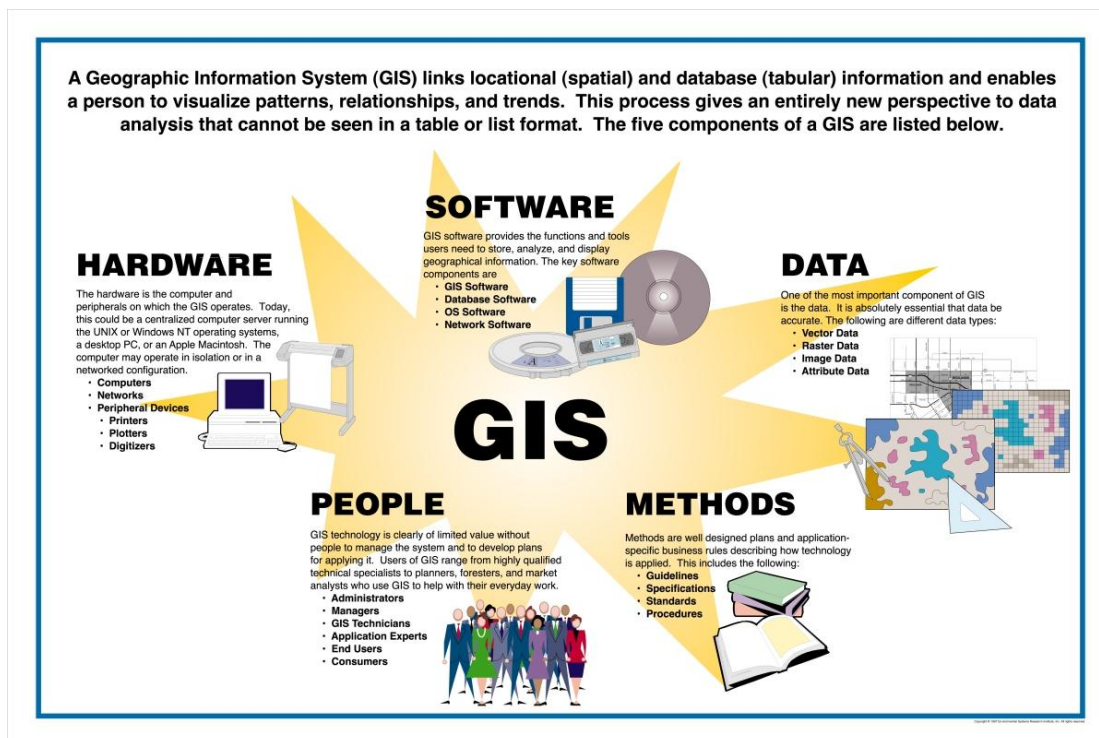 A Geographic Information System (GIS) links locational (spatial) and database (tabular) information and enables
a person to visualize patterns, relationships, and trends.  This process gives an entirely new perspective to data
analysis that cannot be seen in a table or list format.  The five components of a GIS are listed below.
SOFTWARE
GIS software provides the functions and tools
users need to store, analyze, and display
geographical information. The key software
components are
• GIS Software
• Database Software
• OS Software
• Network Software
HARDWARE
The hardware is the computer and
peripherals on which the GIS operates.  Today,
this could be a centralized computer server running
the UNIX or Windows NT operating systems,
a desktop PC, or an Apple Macintosh.  The
computer may operate in isolation or in a
networked configuration.
• Computers
• Networks
• Peripheral Devices
• Printers
• Plotters
• Digitizers
DATA
One of the most important component of GIS
is the data.  It is absolutely essential that data be
accurate. The following are different data types:
• Vector Data
• Raster Data
• Image Data
• Attribute Data
GIS
PEOPLE
GIS technology is clearly of limited value without
people to manage the system and to develop plans
for applying it.  Users of GIS range from highly qualified
technical specialists to planners, foresters, and market
analysts who use GIS to help with their everyday work.
• Administrators
• Managers
• GIS Technicians
• Application Experts
• End Users
• Consumers
METHODS
Methods are well designed plans and application-
specific business rules describing how technology
is applied.  This includes the following:
• Guidelines
• Specifications
• Standards
• Procedures